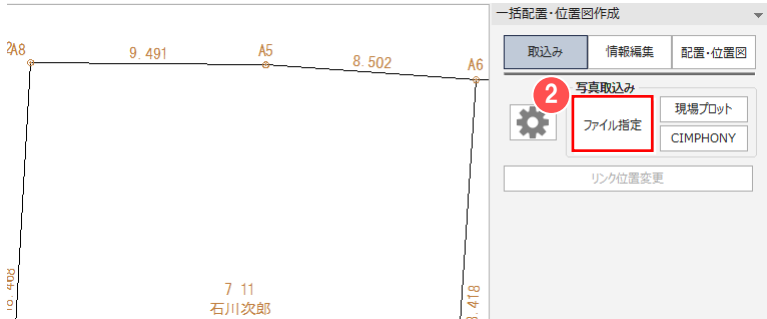 一括配置・位置図作成
取込み
情報編集
配置・位置図
写真取込み
2
ファイル指定
現場プロット
CIMPHONY
リンク位置変更
A8
9.491
A5
8.502
A6
7 11
石川次郎
.418